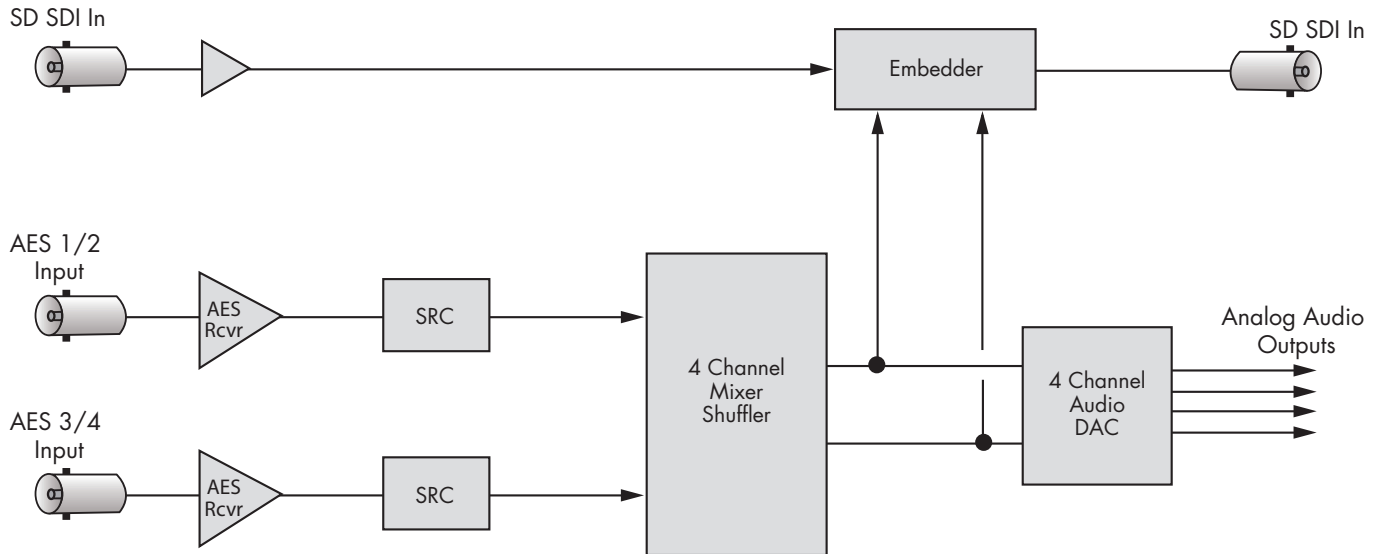 SD SDI In
SD SDI In
Embedder
AES 1/2
Input
AES
Rcvr
SRC
4 Channel
Mixer
Shuffler
4 Channel
Audio
DAC
Analog Audio
Outputs
AES 3/4
Input
AES
Rcvr
SRC